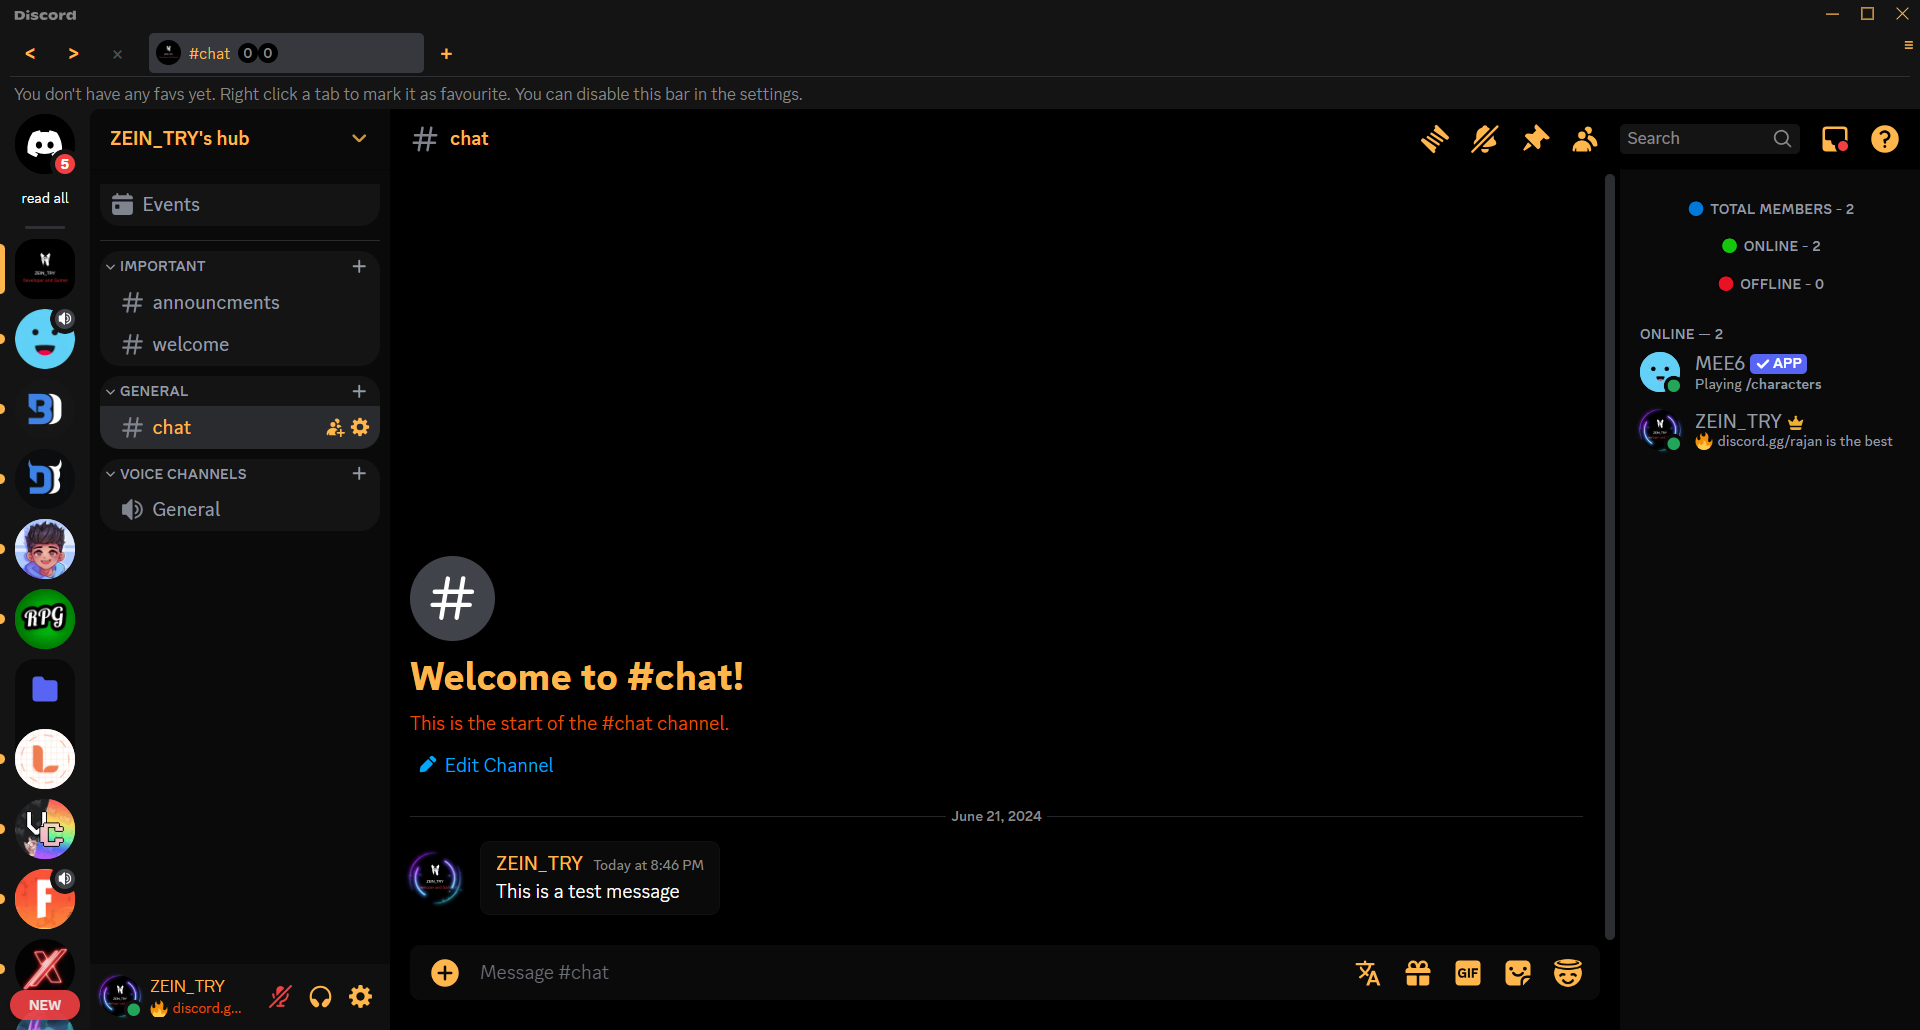 Discord
#chat 0 0
You don't have any favs yet. Right click a tab to mark it as favourite. You can disable this bar in the settings.
5
read all
RPG
NEW
ZEIN_TRY's hub
Events
IMPORTANT
announcments
welcome
GENERAL
chat
VOICE CHANNELS
General
ZEIN_TRY
discord.g...
chat
Search
Welcome to #chat!
This is the start of the #chat channel.
Edit Channel
June 21, 2024
ZEIN_TRY Today at 8:46 PM
This is a test message
Message #chat
GIF
TOTAL MEMBERS - 2
ONLINE - 2
OFFLINE - 0
ONLINE — 2
MEE6 APP
Playing /characters
ZEIN_TRY
discord.gg/rajan is the best